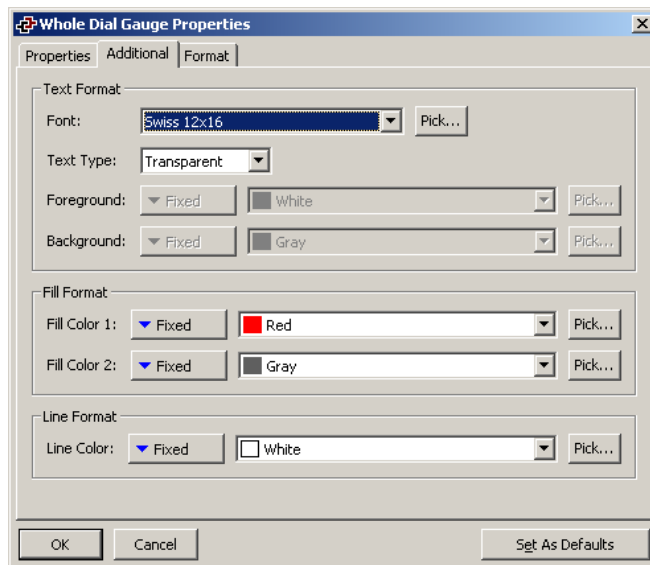 Whole Dial Gauge Properties
Properties Additional Format
Text Format
Font: Swiss 12x16 Pick...
Text Type: Transparent
Foreground: Fixed White Pick...
Background: Fixed Gray Pick...
Fill Format
Fill Color 1: Fixed Red Pick...
Fill Color 2: Fixed Gray Pick...
Line Format
Line Color: Fixed White Pick...
OK Cancel Set As Defaults